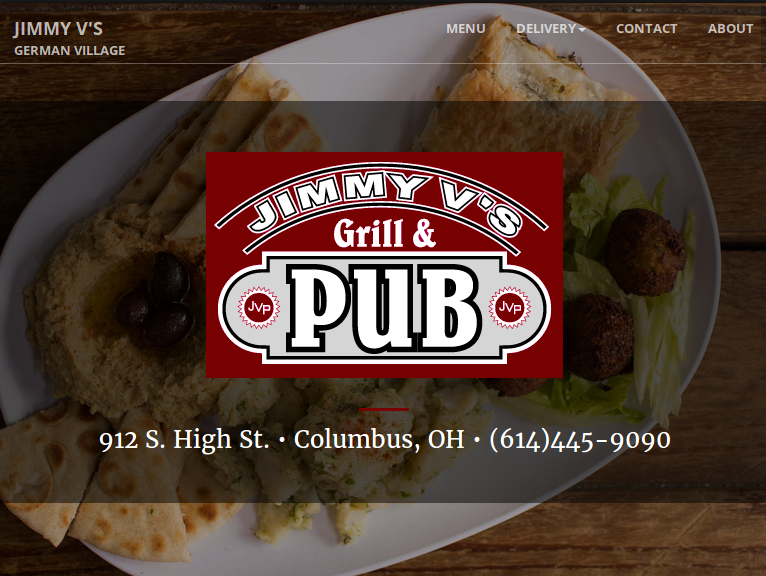 JIMMY V'S
GERMAN VILLAGE
MENU DELIVERY CONTACT ABOUT
JIMMY V'S
Grill &
PUB
JVP JVP
912 S. High St. • Columbus, OH • (614)445-9090